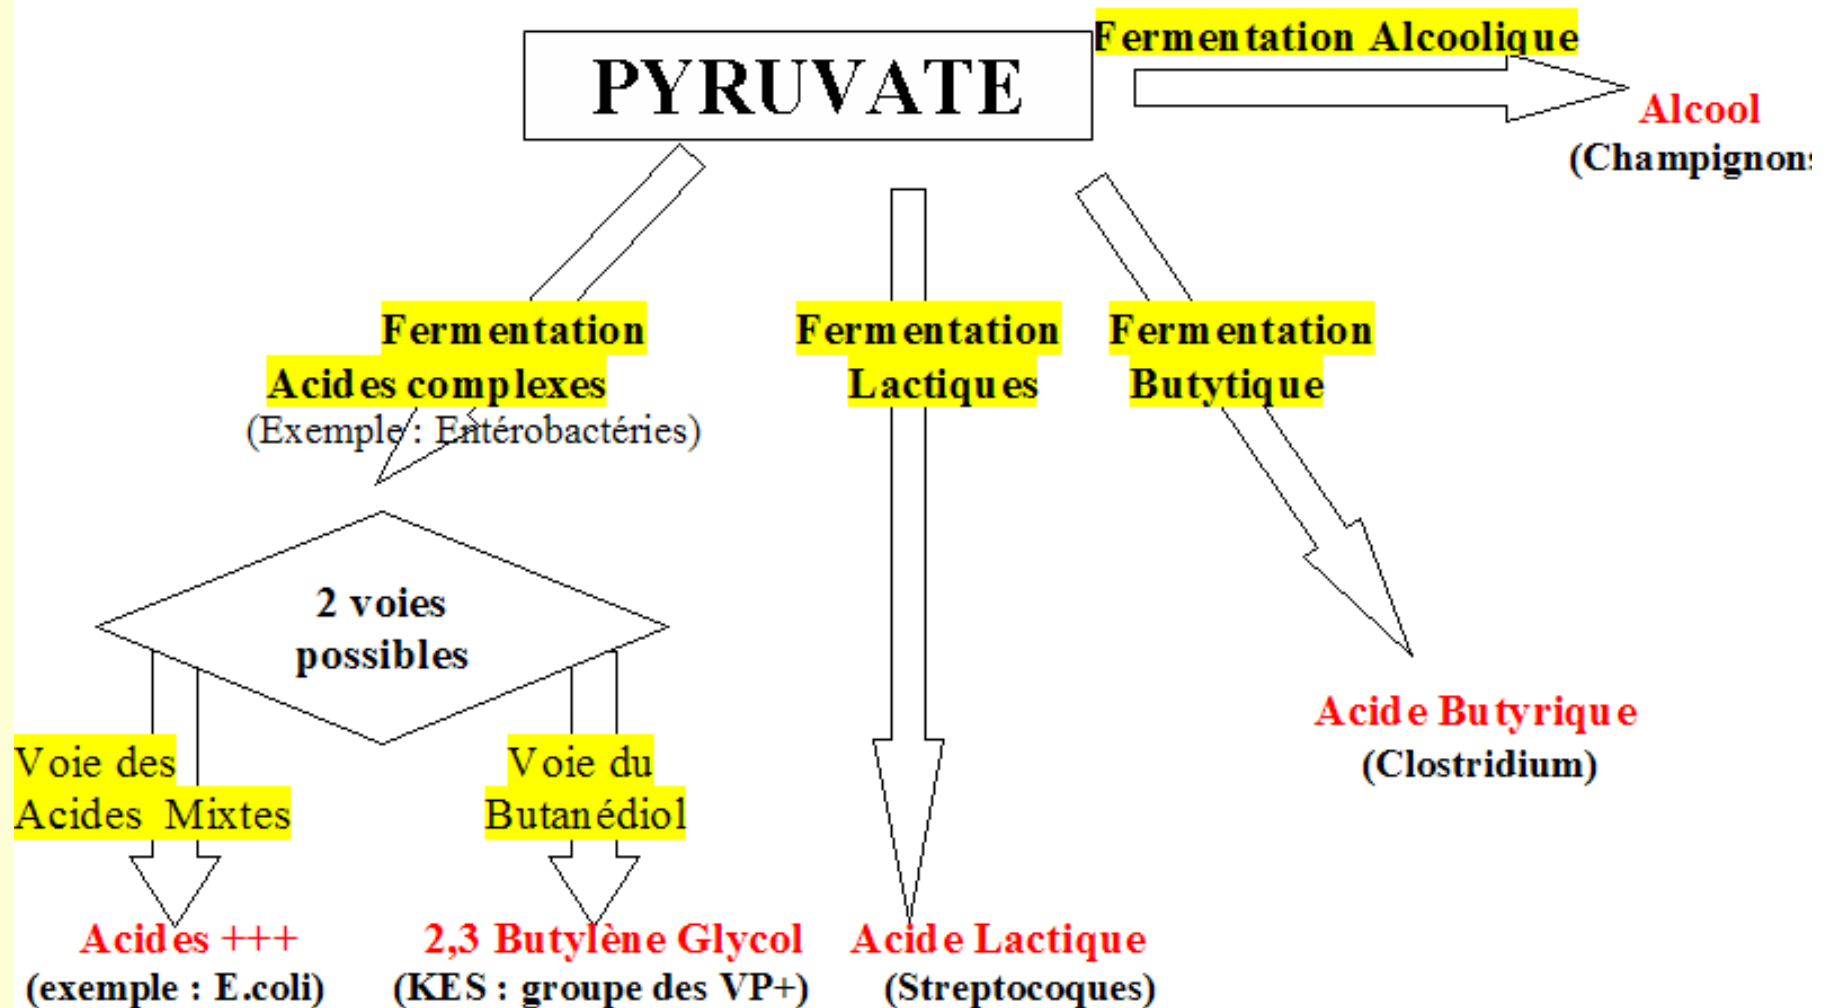 Fermentation Alcoolique
PYRUVATE
Alcool
(Champignons
Fermentation
Acides complexes
(Exemple : Entérobactéries)
Fermentation
Lactiques
Fermentation
Butytique
2 voies
possibles
Voie des
Acides Mixtes
Voie du
Butanédiol
Acide Butyrique
(Clostridium)
Acides +++
(exemple : E.coli)
2,3 Butylène Glycol
(KES : groupe des VP+)
Acide Lactique
(Streptocoques)